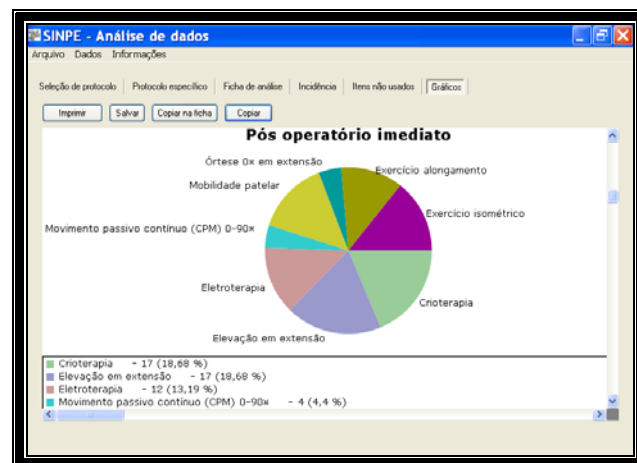 SINPE - Análise de dados
Arquivo Dados Informações
Seleção de protocolo Protocolo específico Ficha de análise Incidência Itens não usados Gráficos
Imprimir Salvar Copiar na ficha Copiar
Pós operatório imediato
Órtese 0× em extensão
Exercício alongamento
Mobilidade patelar
Exercício isométrico
Movimento passivo contínuo (CPM) 0-90×
Eletroterapia
Crioterapia
Elevação em extensão
Crioterapia - 17 (18,68 %)
Elevação em extensão - 17 (18,68 %)
Eletroterapia - 12 (13,19 %)
Movimento passivo contínuo (CPM) 0-90× - 4 (4,4 %)